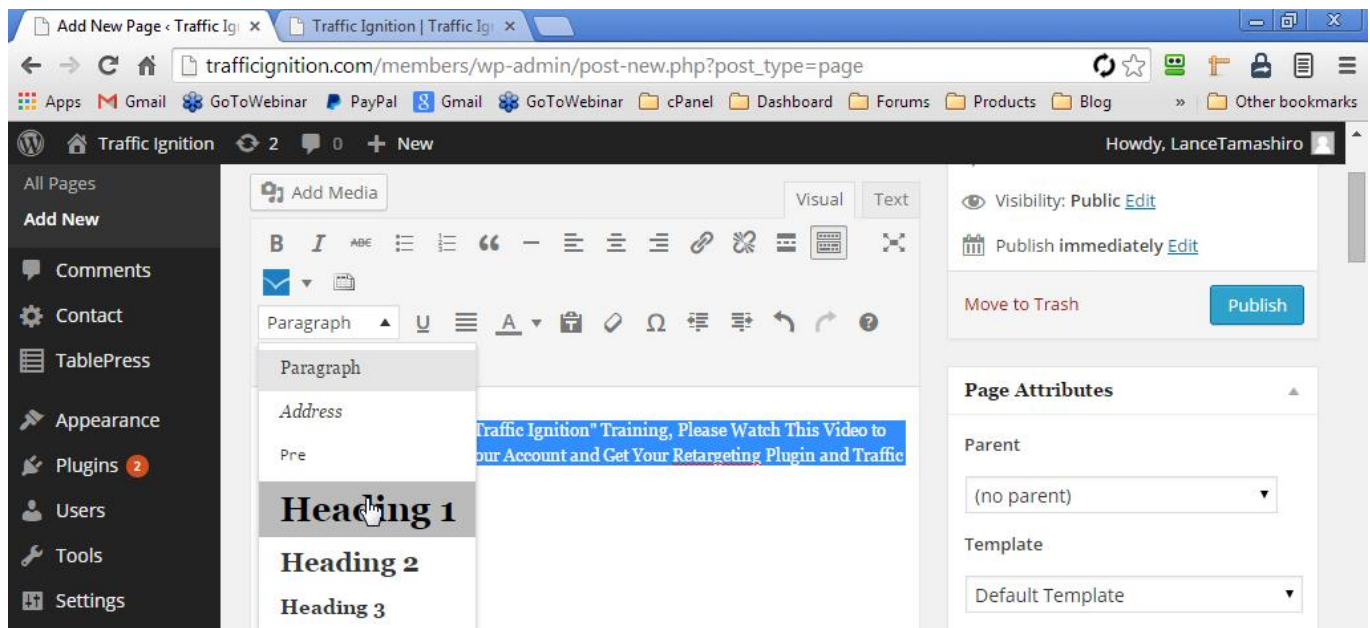 Add New Page ‹ Traffic Ig
Traffic Ignition | Traffic Ig
trafficignition.com/members/wp-admin/post-new.php?post_type=page
Apps Gmail GoToWebinar PayPal Gmail GoToWebinar cPanel Dashboard Forums Products Blog » Other bookmarks
Traffic Ignition 2 0 + New Howdy, LanceTamashiro
All Pages
Add New
Comments
Contact
TablePress
Appearance
Plugins 2
Users
Tools
Settings
Add Media
Visual Text
B I ABE
Paragraph U A Ω
Paragraph
Address
Pre
Heading 1
Heading 2
Heading 3
Traffic Ignition" Training, Please Watch This Video to
our Account and Get Your Retargeting Plugin and Traffic
Visibility: Public Edit
Publish immediately Edit
Move to Trash
Publish
Page Attributes
Parent
(no parent)
Template
Default Template